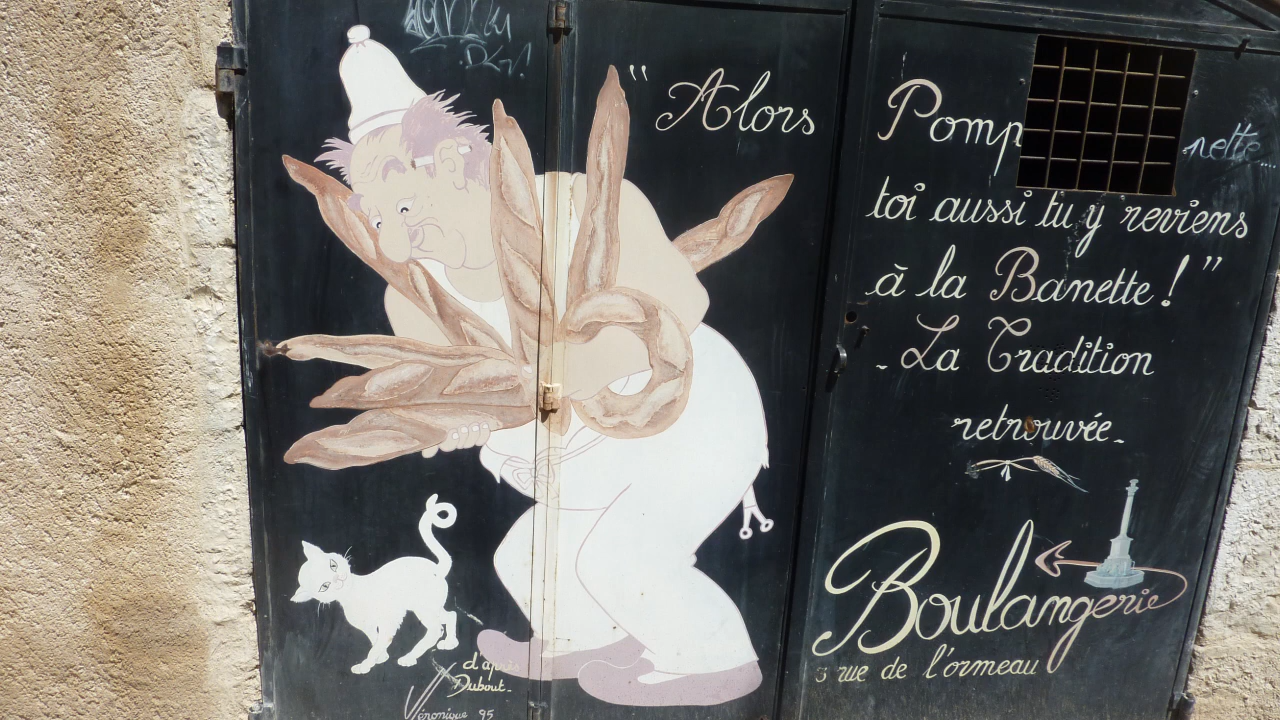 " Alors
Pomp nette...
toi aussi tu y reviens
à la Banette ! "
- La Tradition
retrouvée -
Boulangerie
3 rue de l'ormeau
d'après
Dubout -
Véronique 95